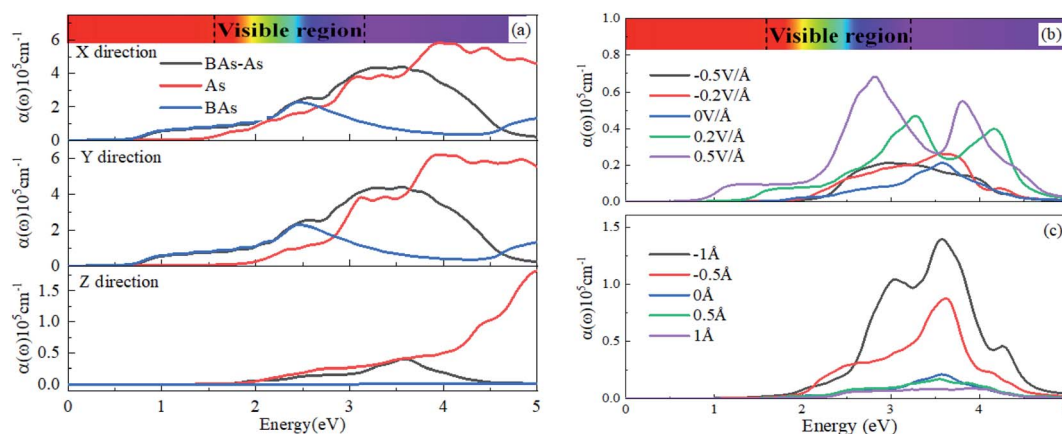 Visible region
(a)
X direction
BAs-As
As
BAs
α(ω)10⁵cm⁻¹
6
4
2
0
Y direction
α(ω)10⁵cm⁻¹
6
4
2
0
Z direction
α(ω)10⁵cm⁻¹
1.5
1.0
0.5
0.0
0 1 2 3 4 5
Energy(eV)
Visible region
(b)
-0.5V/Å
-0.2V/Å
0V/Å
0.2V/Å
0.5V/Å
α(ω)10⁵cm⁻¹
1.0
0.8
0.6
0.4
0.2
0.0
(c)
-1Å
-0.5Å
0Å
0.5Å
1Å
α(ω)10⁵cm⁻¹
1.5
1.0
0.5
0.0
0 1 2 3 4
Energy (eV)